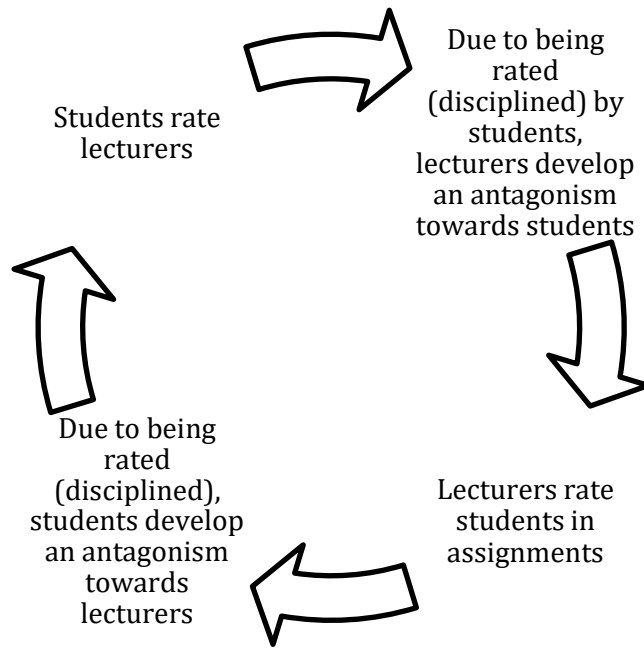 Students rate
lecturers
Due to being
rated
(disciplined) by
students,
lecturers develop
an antagonism
towards students
Lecturers rate
students in
assignments
Due to being
rated
(disciplined),
students develop
an antagonism
towards
lecturers